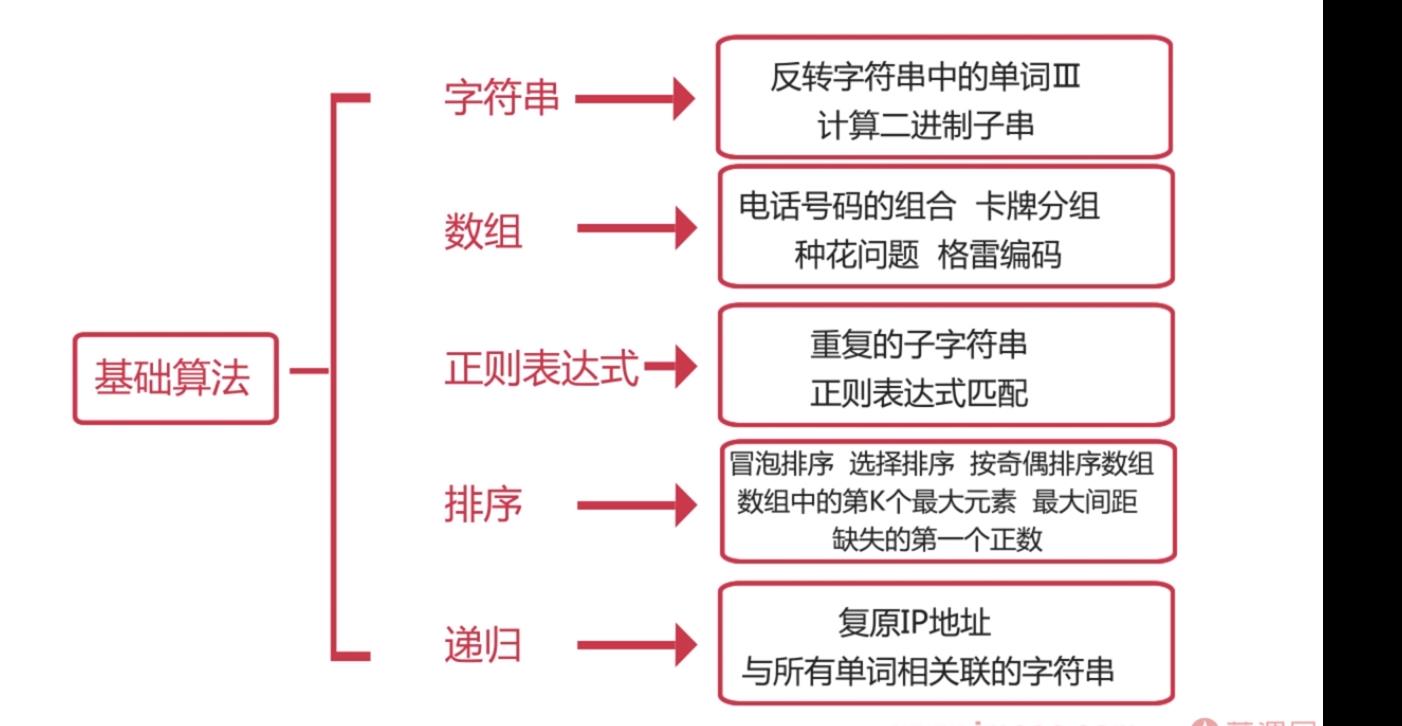 基础算法
字符串
反转字符串中的单词Ⅲ
计算二进制子串
数组
电话号码的组合 卡牌分组
种花问题 格雷编码
正则表达式
重复的子字符串
正则表达式匹配
排序
冒泡排序 选择排序 按奇偶排序数组
数组中的第K个最大元素 最大间距
缺失的第一个正数
递归
复原IP地址
与所有单词相关联的字符串